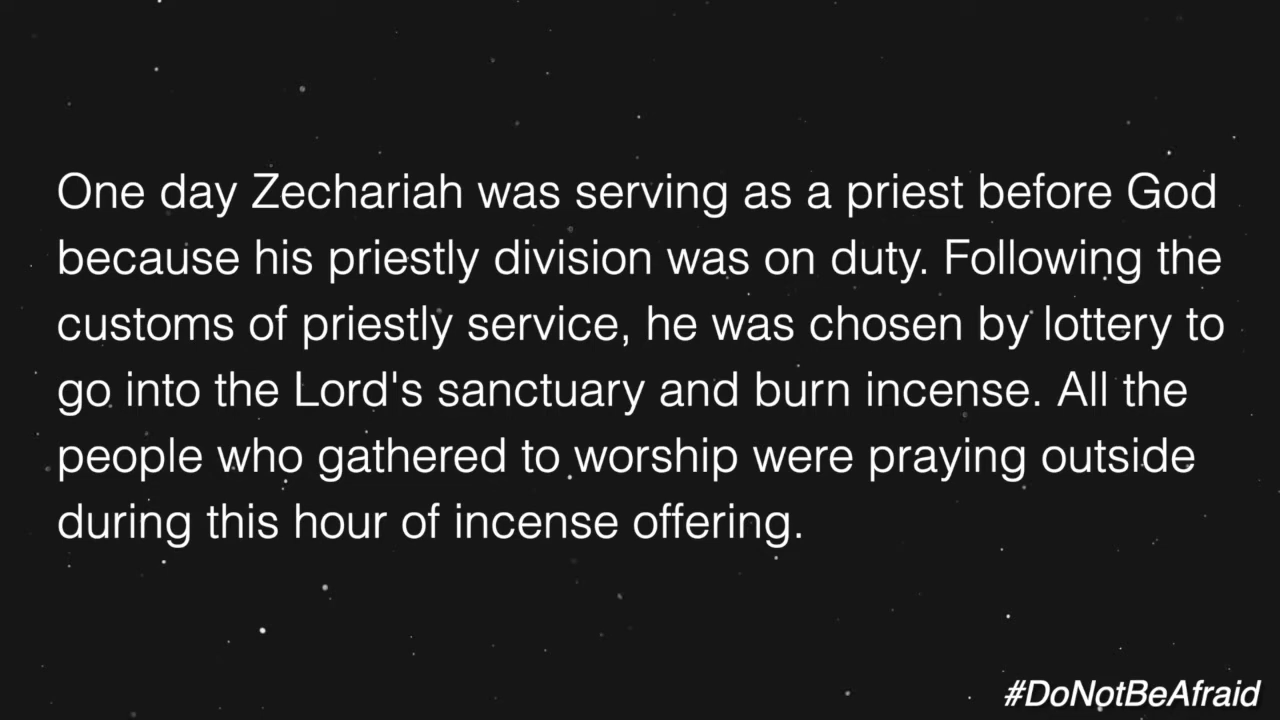 One day Zechariah was serving as a priest before God
because his priestly division was on duty. Following the
customs of priestly service, he was chosen by lottery to
go into the Lord's sanctuary and burn incense. All the
people who gathered to worship were praying outside
during this hour of incense offering.
#DoNotBeAfraid